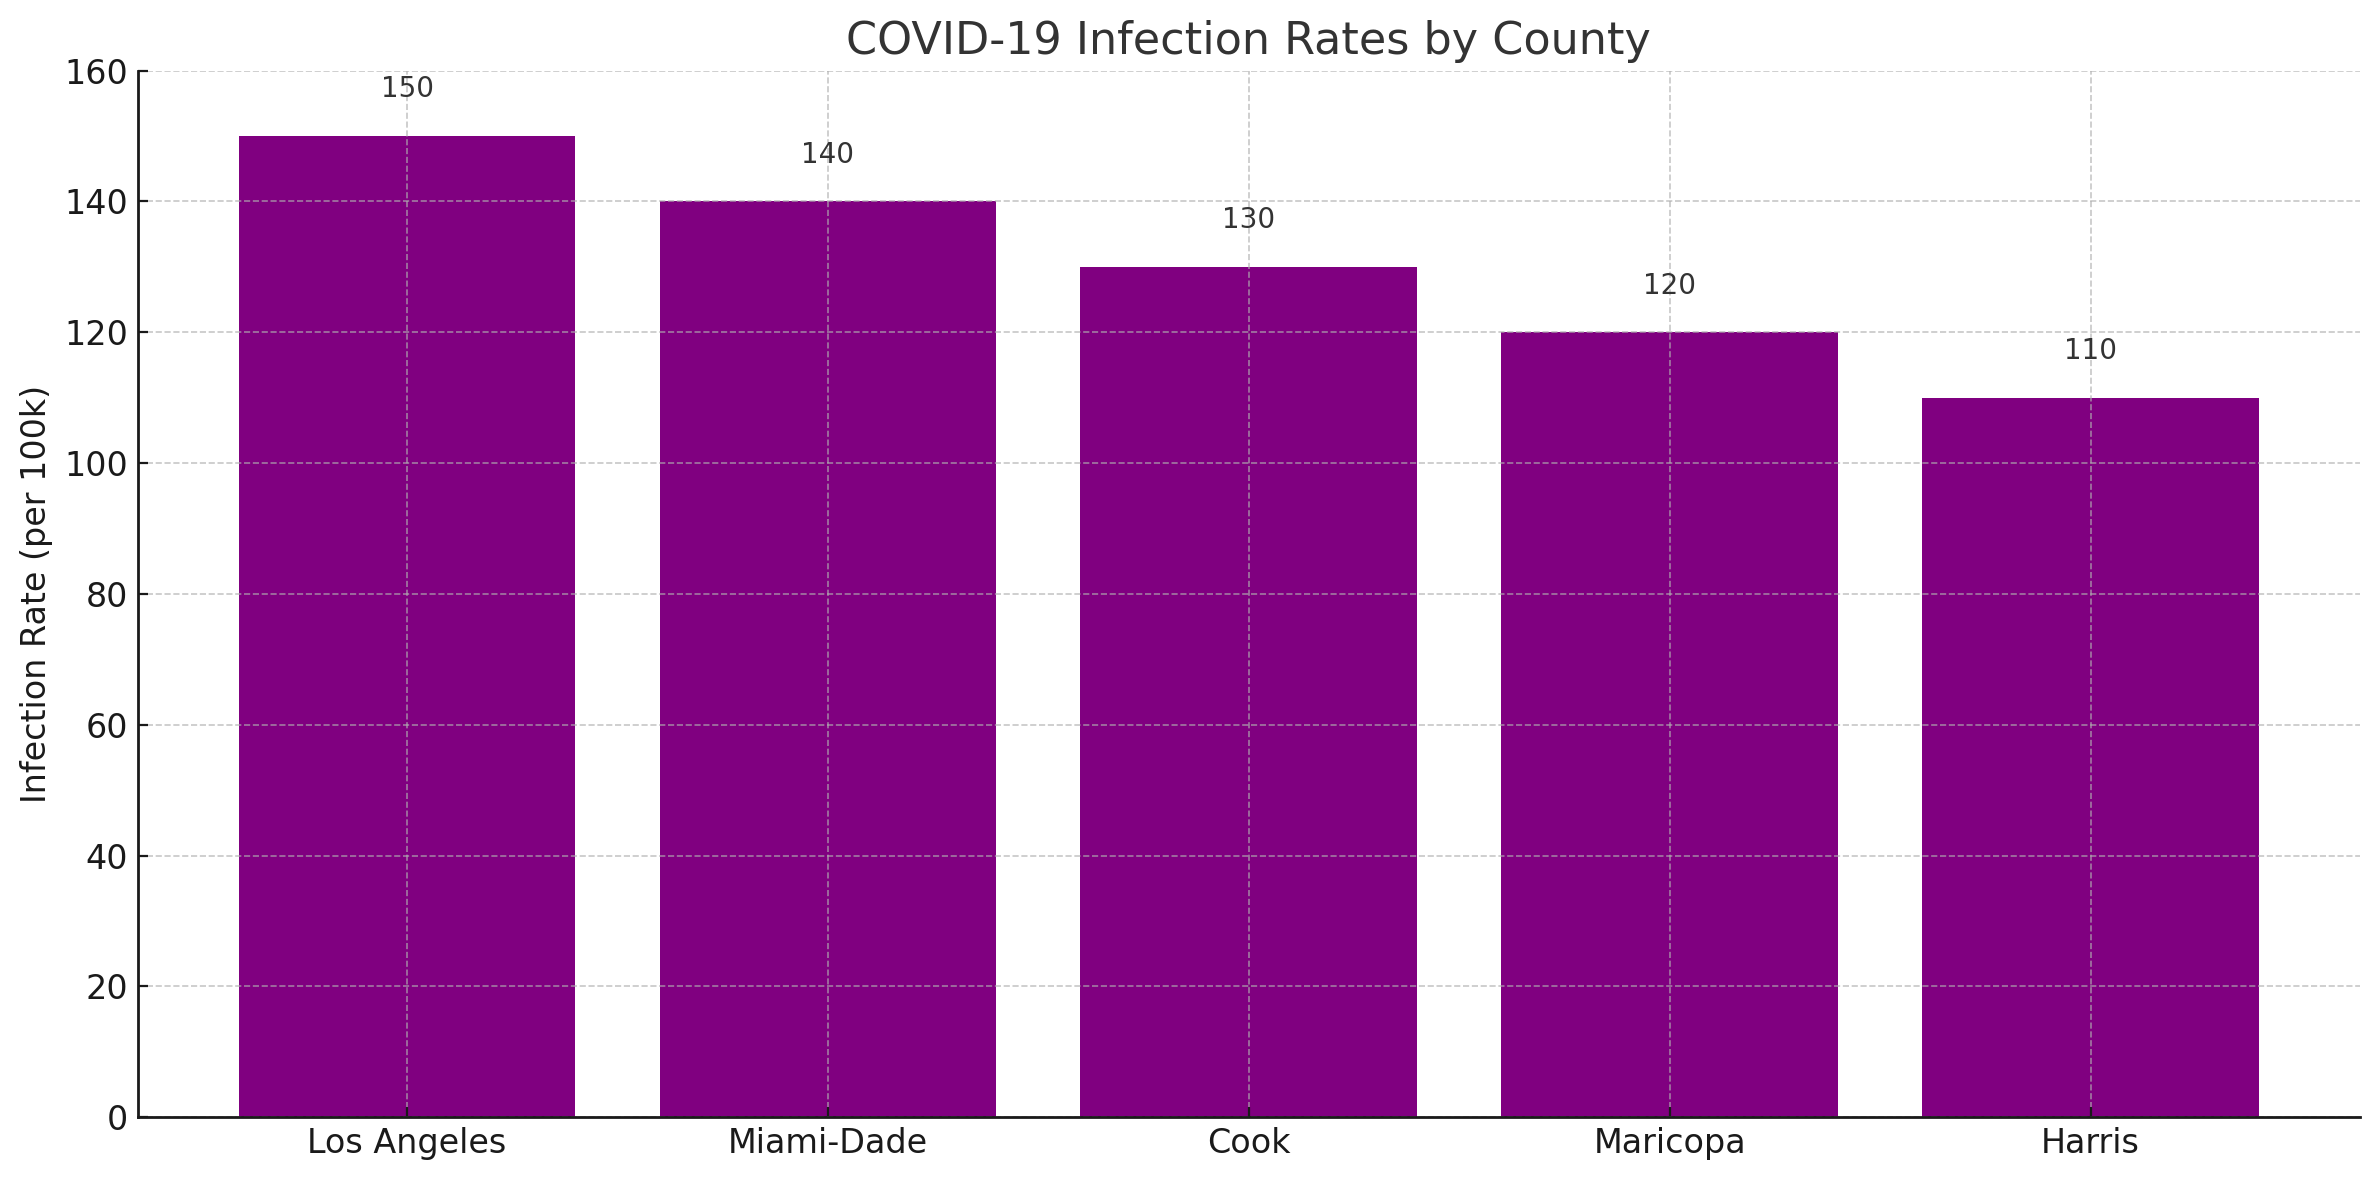 COVID-19 Infection Rates by County
160
140
120
100
80
60
40
20
0
Infection Rate (per 100k)
150
140
130
120
110
Los Angeles
Miami-Dade
Cook
Maricopa
Harris